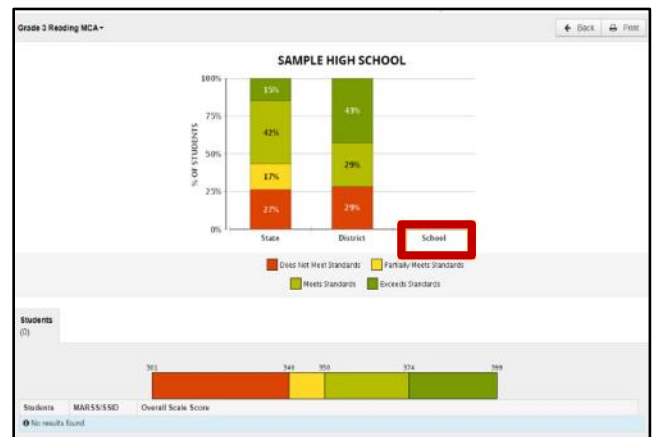 Grade 3 Reading MCA
Back Print
SAMPLE HIGH SCHOOL
100%
75%
50%
25%
0%
% OF STUDENTS
15%
42%
17%
27%
43%
29%
29%
State District School
Does Not Meet Standards Partially Meets Standards
Meets Standards Exceeds Standards
Students
(0)
301 340 350 374 399
Students MARSS/SSID Overall Scale Score
No results found.